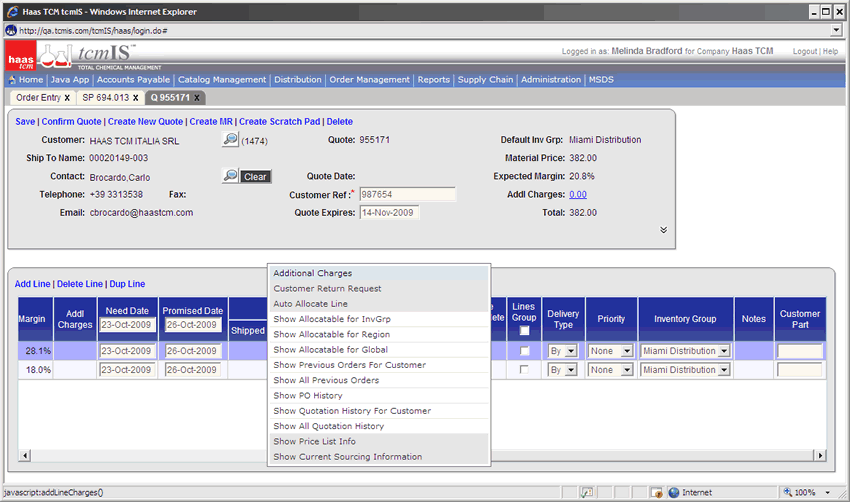 Haas TCM tcmIS - Windows Internet Explorer
http://qa.tcmis.com/tcmIS/haas/login.do#
haas tcm tcmIS™ TOTAL CHEMICAL MANAGEMENT
Logged in as: Melinda Bradford for Company Haas TCM Logout | Help
Home | Java App | Accounts Payable | Catalog Management | Distribution | Order Management | Reports | Supply Chain | Administration | MSDS
Order Entry X SP 694.013 X Q 955171 X
Save | Confirm Quote | Create New Quote | Create MR | Create Scratch Pad | Delete
Customer: HAAS TCM ITALIA SRL (1474) Quote: 955171 Default Inv Grp: Miami Distribution
Ship To Name: 00020149-003 Material Price: 382.00
Contact: Brocardo,Carlo Clear Quote Date: Expected Margin: 20.8%
Telephone: +39 3313538 Fax: Customer Ref :* 987654 Addl Charges: 0.00
Email: cbrocardo@haastcm.com Quote Expires: 14-Nov-2009 Total: 382.00
Add Line | Delete Line | Dup Line
Margin Addl Charges Need Date 23-Oct-2009 Promised Date 26-Oct-2009 Shipped Lines Group Delivery Type Priority Inventory Group Notes Customer Part
28.1% 23-Oct-2009 26-Oct-2009 By None Miami Distribution
18.0% 23-Oct-2009 26-Oct-2009 By None Miami Distribution
Additional Charges
Customer Return Request
Auto Allocate Line
Show Allocatable for InvGrp
Show Allocatable for Region
Show Allocatable for Global
Show Previous Orders For Customer
Show All Previous Orders
Show PO History
Show Quotation History For Customer
Show All Quotation History
Show Price List Info
Show Current Sourcing Information
javascript:addLineCharges() Internet 100%